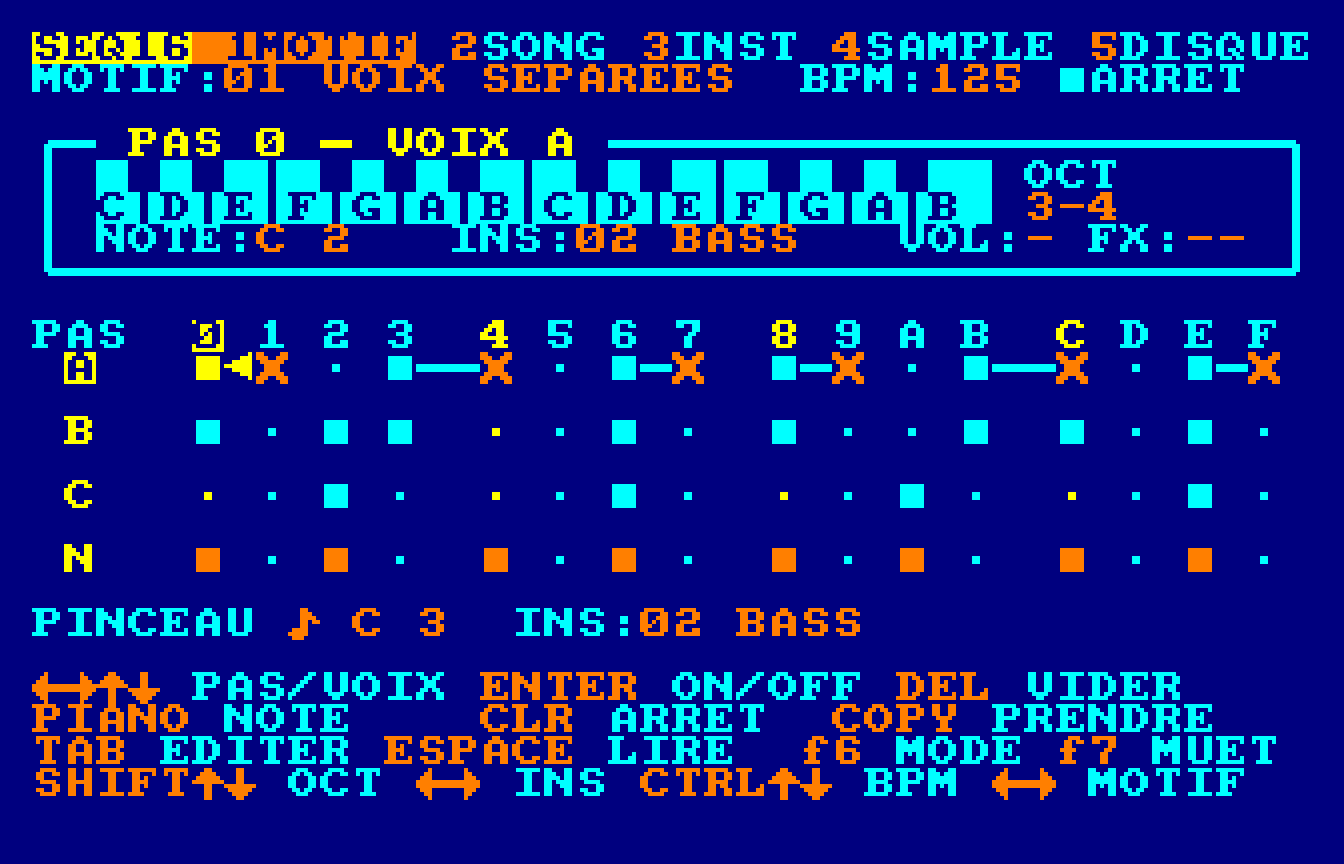 SEQ16 1MOTIF 2SONG 3INST 4SAMPLE 5DISQUE
MOTIF:01 VOIX SEPAREES BPM:125 ■ARRET
PAS 0 — VOIX A
OCT
C D E F G A B C D E F G A B 3-4
NOTE:C 2 INS:02 BASS VOL:- FX:--
PAS 0 1 2 3 4 5 6 7 8 9 A B C D E F
A
B
C
N
PINCEAU ♪ C 3 INS:02 BASS
↔↑↓ PAS/VOIX ENTER ON/OFF DEL VIDER
PIANO NOTE CLR ARRET COPY PRENDRE
TAB EDITER ESPACE LIRE f6 MODE f7 MUET
SHIFT↑↓ OCT ↔ INS CTRL↑↓ BPM ↔ MOTIF